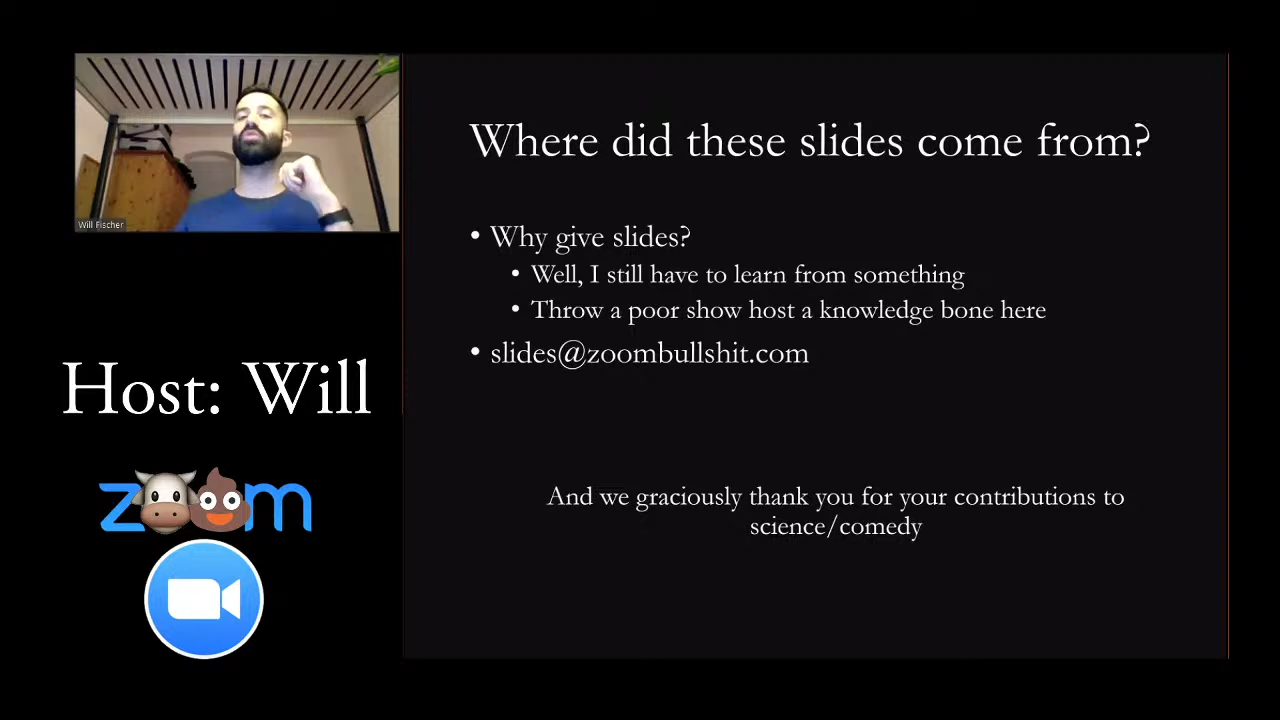 Will Fischer
Where did these slides come from?
• Why give slides?
• Well, I still have to learn from something
• Throw a poor show host a knowledge bone here
• slides@zoombullshit.com
Host: Will
zoom
And we graciously thank you for your contributions to
science/comedy